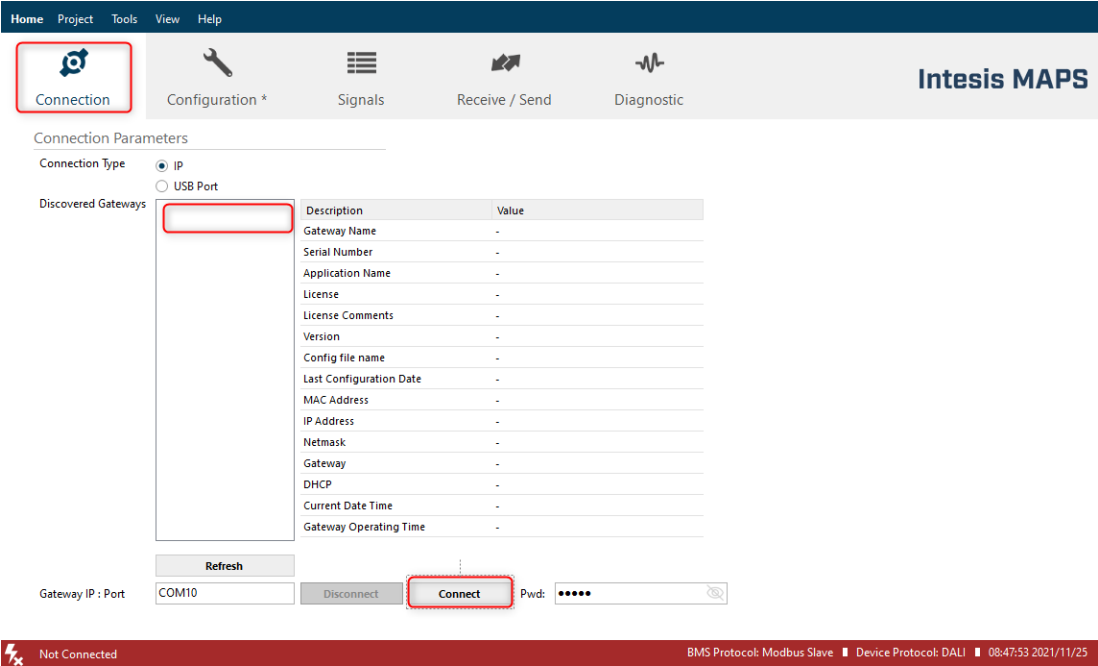 Home Project Tools View Help
Connection Configuration * Signals Receive / Send Diagnostic Intesis MAPS
Connection Parameters
Connection Type IP
USB Port
Discovered Gateways
Description Value
Gateway Name -
Serial Number -
Application Name -
License -
License Comments -
Version -
Config file name -
Last Configuration Date -
MAC Address -
IP Address -
Netmask -
Gateway -
DHCP -
Current Date Time -
Gateway Operating Time -
Refresh
Gateway IP : Port COM10 Disconnect Connect Pwd: •••••
Not Connected BMS Protocol: Modbus Slave Device Protocol: DALI 08:47:53 2021/11/25